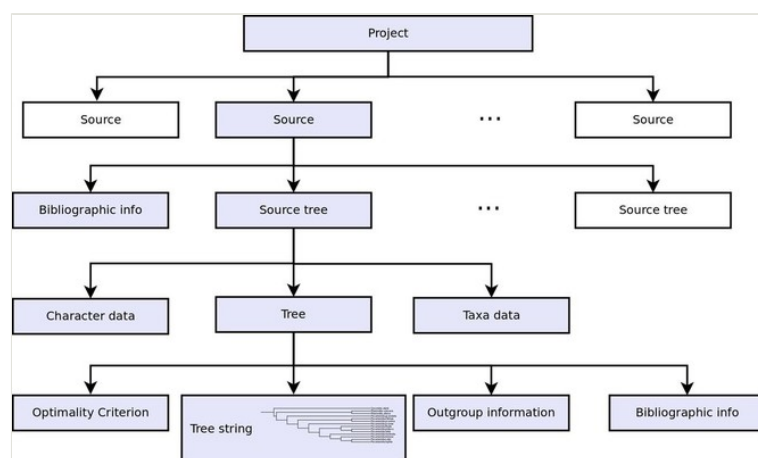 Project
Source
Source
...
Source
Bibliographic info
Source tree
...
Source tree
Character data
Tree
Taxa data
Optimality Criterion
Tree string
Outgroup information
Bibliographic info